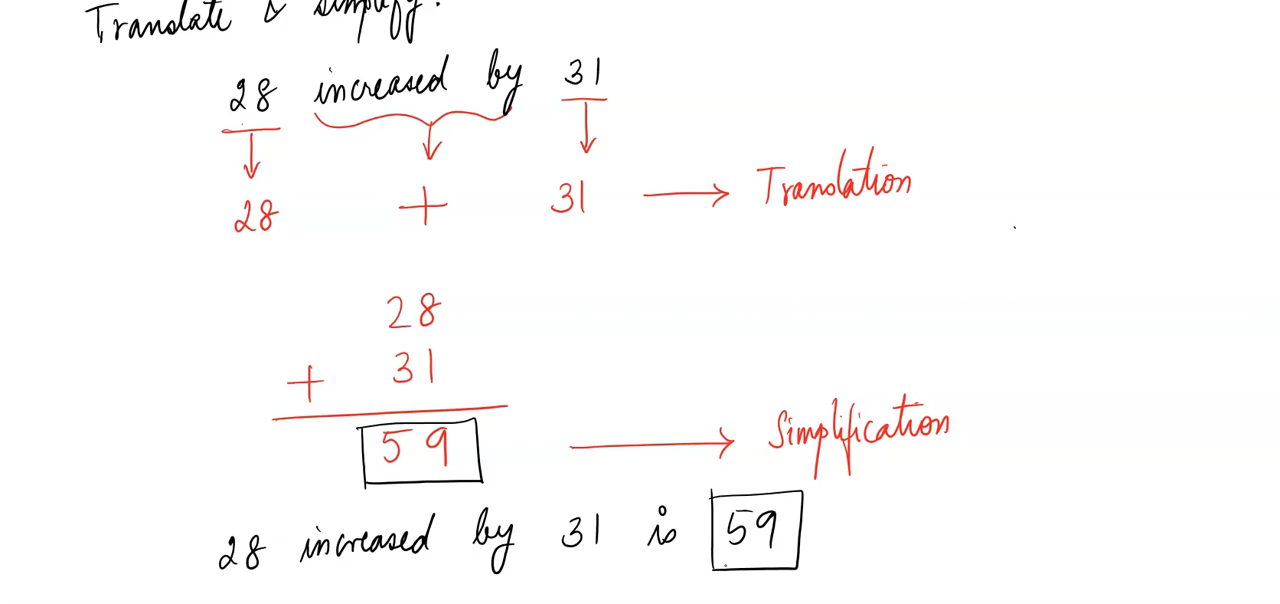 Translate & simplify:
28 increased by 31
28 + 31 → Translation
28
+ 31
59 → Simplification
28 increased by 31 is 59